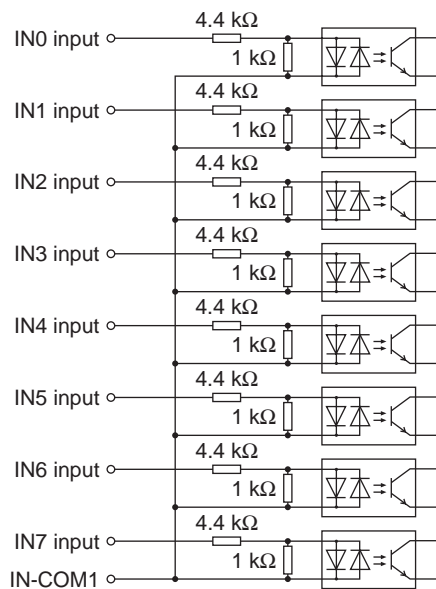 4.4 kΩ
IN0 input
1 kΩ
4.4 kΩ
IN1 input
1 kΩ
4.4 kΩ
IN2 input
1 kΩ
4.4 kΩ
IN3 input
1 kΩ
4.4 kΩ
IN4 input
1 kΩ
4.4 kΩ
IN5 input
1 kΩ
4.4 kΩ
IN6 input
1 kΩ
4.4 kΩ
IN7 input
1 kΩ
IN-COM1